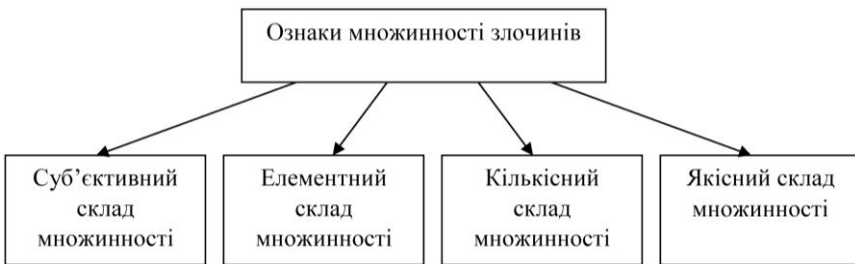 Ознаки множинності злочинів
Суб’єктивний
склад
множинності
Елементний
склад
множинності
Кількісний
склад
множинності
Якісний склад
множинності